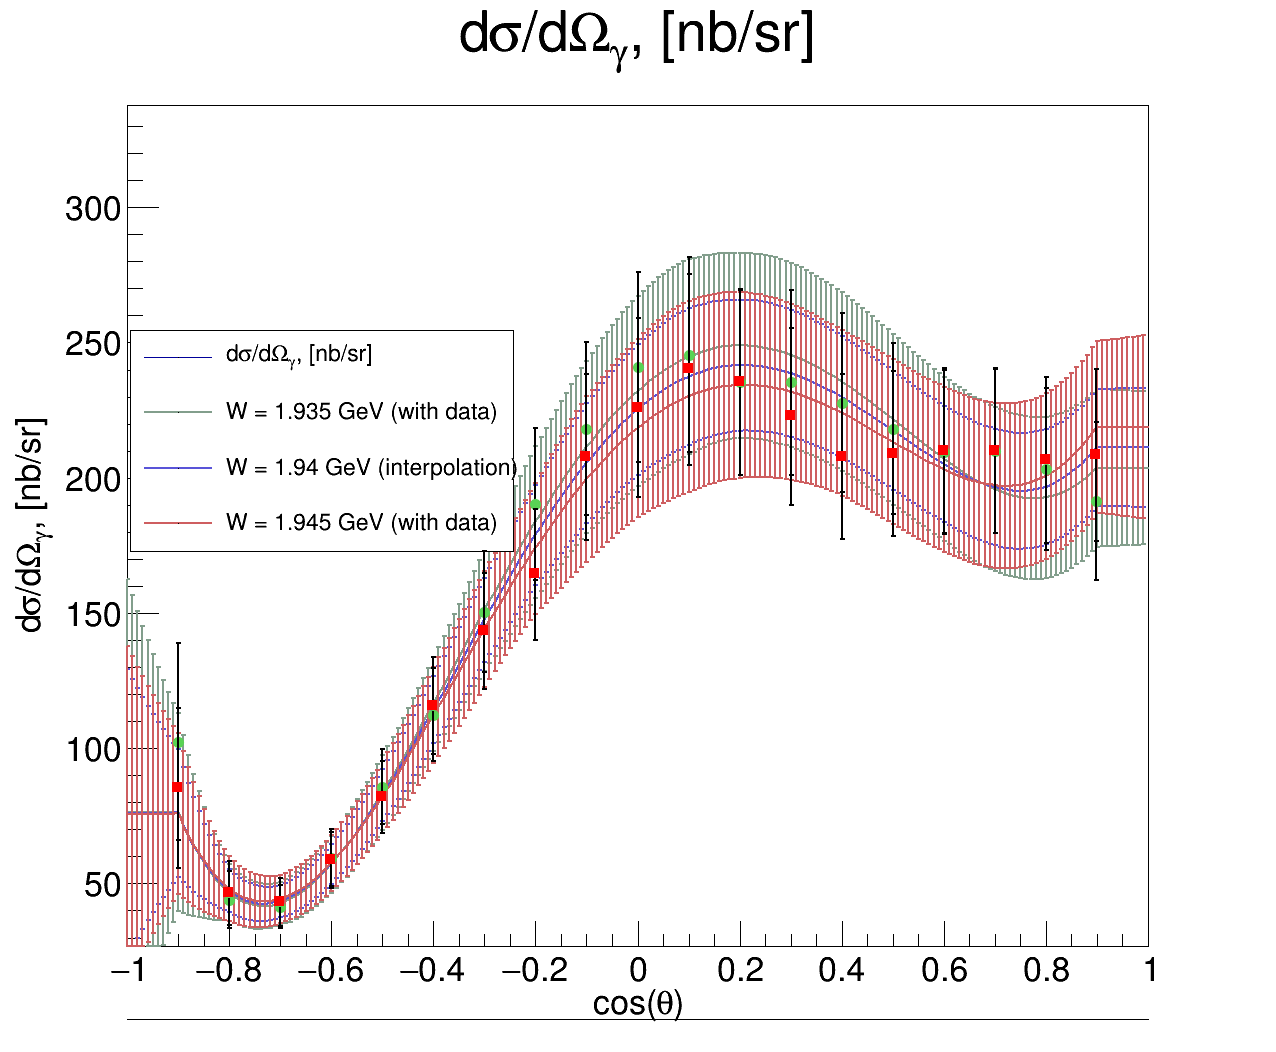 dσ/dΩγ, [nb/sr]
dσ/dΩγ, [nb/sr]
300
250
200
150
100
50
dσ/dΩγ, [nb/sr]
W = 1.935 GeV (with data)
W = 1.94 GeV (interpolation)
W = 1.945 GeV (with data)
−1 −0.8 −0.6 −0.4 −0.2 0 0.2 0.4 0.6 0.8 1
cos(θ)